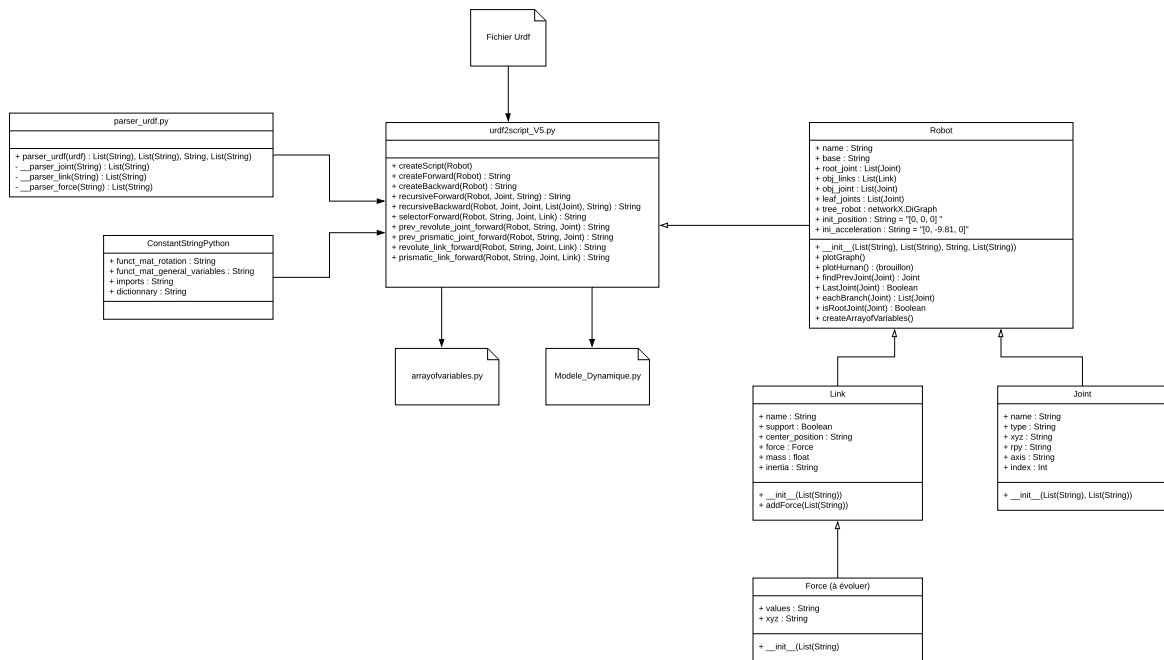 Fichier Urdf
parser_urdf.py
+ parser_urdf(urdf) : List(String), List(String), String, List(String)
- __parser_joint(String) : List(String)
- __parser_link(String) : List(String)
- __parser_force(String) : List(String)
ConstantStringPython
+ funct_mat_rotation : String
+ funct_mat_general_variables : String
+ imports : String
+ dictionnary : String
urdf2script_V5.py
+ createScript(Robot)
+ createForward(Robot) : String
+ createBackward(Robot) : String
+ recursiveForward(Robot, Joint, String) : String
+ recursiveBackward(Robot, Joint, Joint, List(Joint), String) : String
+ selectorForward(Robot, String, Joint, Link) : String
+ prev_revolute_joint_forward(Robot, String, Joint) : String
+ prev_prismatic_joint_forward(Robot, String, Joint) : String
+ revolute_link_forward(Robot, String, Joint, Link) : String
+ prismatic_link_forward(Robot, String, Joint, Link) : String
arrayofvariables.py
Modele_Dynamique.py
Robot
+ name : String
+ base : String
+ root_joint : List(Joint)
+ obj_links : List(Link)
+ obj_joint : List(Joint)
+ leaf_joints : List(Joint)
+ tree_robot : networkX.DiGraph
+ init_position : String = "[0, 0, 0] "
+ ini_acceleration : String = "[0, -9.81, 0]"
+ __init__(List(String), List(String), String, List(String))
+ plotGraph()
+ plotHuman() : (brouillon)
+ findPrevJoint(Joint) : Joint
+ LastJoint(Joint) : Boolean
+ eachBranch(Joint) : List(Joint)
+ isRootJoint(Joint) : Boolean
+ createArrayofVariables()
Link
+ name : String
+ support : Boolean
+ center_position : String
+ force : Force
+ mass : float
+ inertia : String
+ __init__(List(String))
+ addForce(List(String))
Joint
+ name : String
+ type : String
+ xyz : String
+ rpy : String
+ axis : String
+ index : Int
+ __init__(List(String), List(String))
Force (à évoluer)
+ values : String
+ xyz : String
+ __init__(List(String)